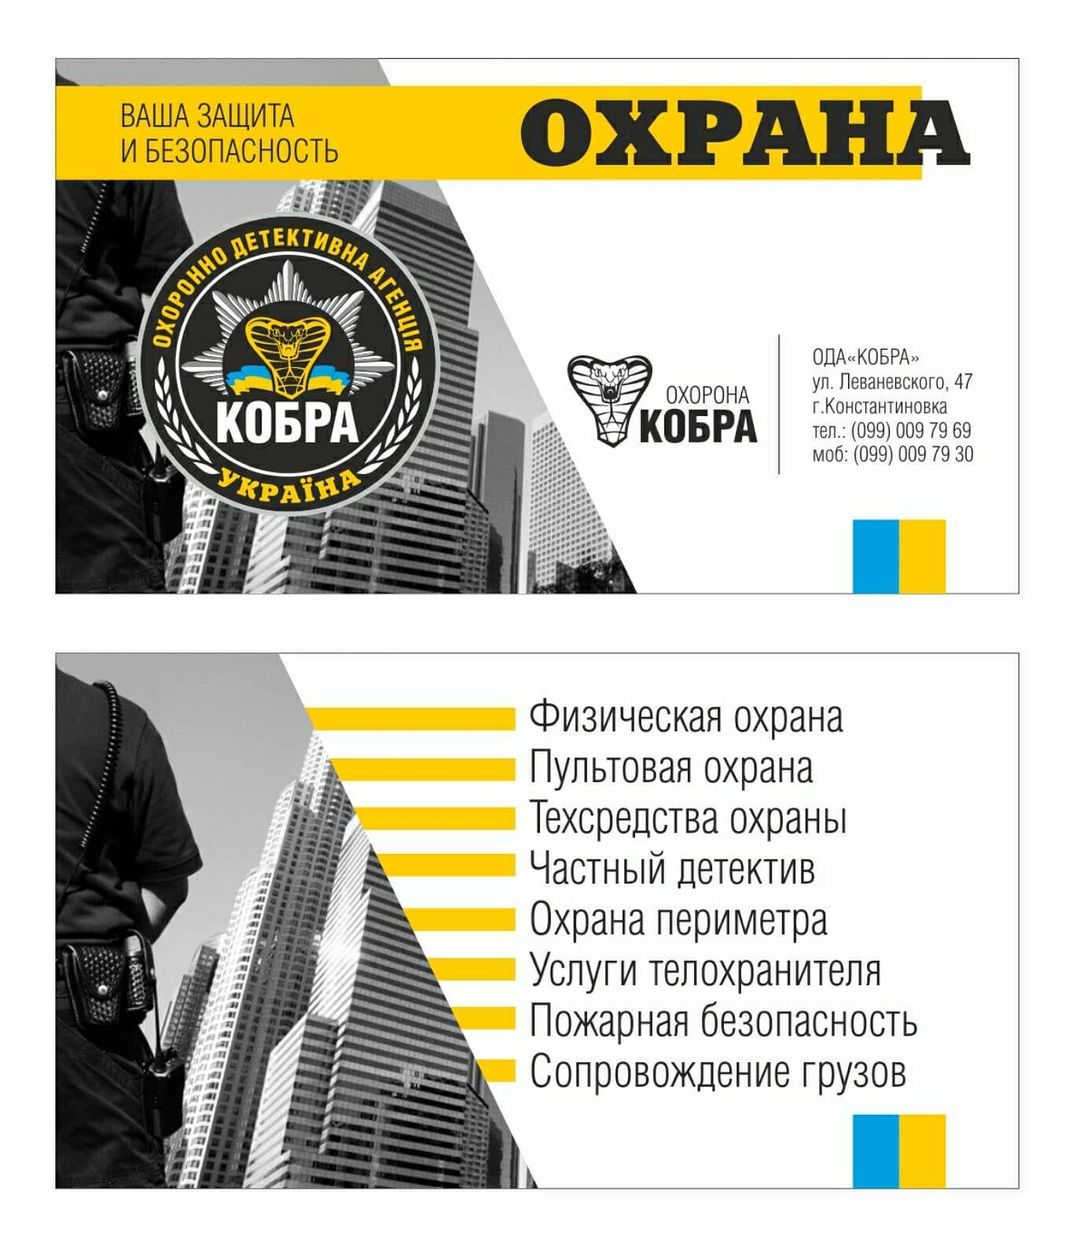 ВАША ЗАЩИТА
И БЕЗОПАСНОСТЬ
ОХРАНА
ОХОРОННО ДЕТЕКТИВНА АГЕНЦІЯ
КОБРА
УКРАЇНА
ОХОРОНА
КОБРА
ОДА«КОБРА»
ул. Леваневского, 47
г.Константиновка
тел.: (099) 009 79 69
моб: (099) 009 79 30
Физическая охрана
Пультовая охрана
Техсредства охраны
Частный детектив
Охрана периметра
Услуги телохранителя
Пожарная безопасность
Сопровождение грузов